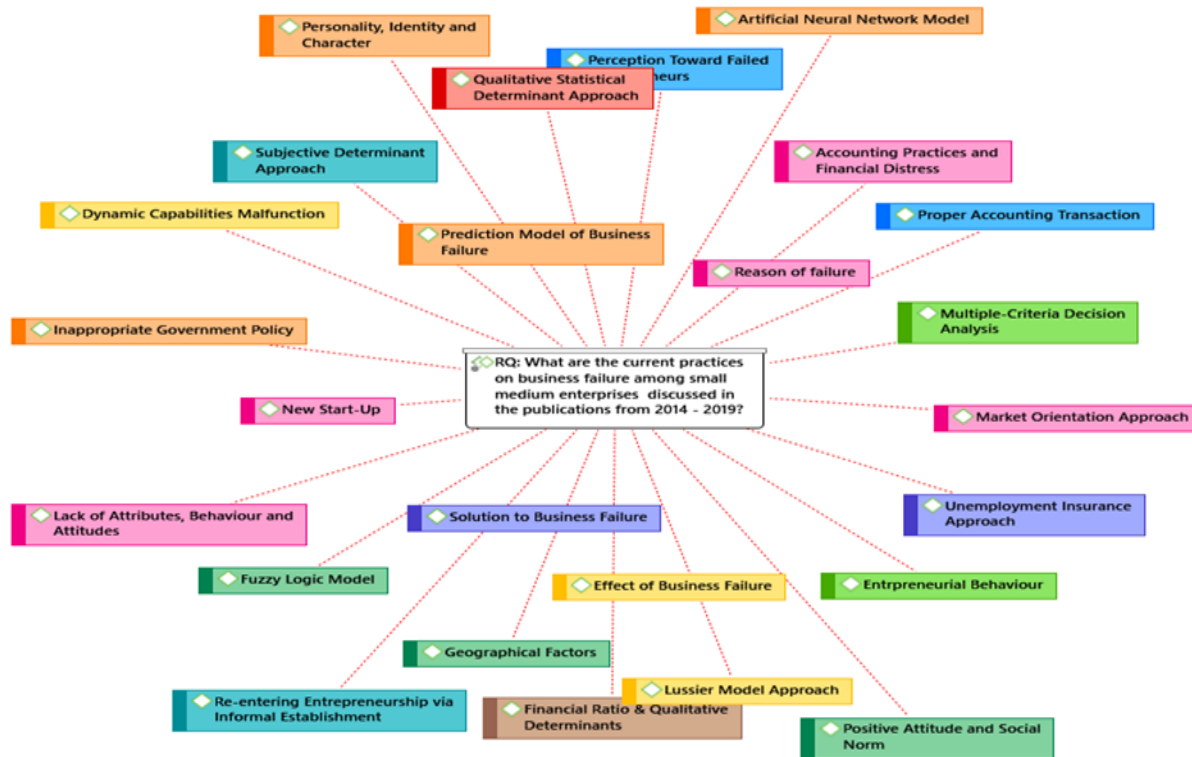 Personality, Identity and
Character
Artificial Neural Network Model
Perception Toward Failed
neurs
Qualitative Statistical
Determinant Approach
Subjective Determinant
Approach
Accounting Practices and
Financial Distress
Dynamic Capabilities Malfunction
Proper Accounting Transaction
Prediction Model of Business
Failure
Reason of failure
Inappropriate Government Policy
Multiple-Criteria Decision
Analysis
RQ: What are the current practices
on business failure among small
medium enterprises discussed in
the publications from 2014 - 2019?
New Start-Up
Market Orientation Approach
Lack of Attributes, Behaviour and
Attitudes
Solution to Business Failure
Unemployment Insurance
Approach
Fuzzy Logic Model
Effect of Business Failure
Entrpreneurial Behaviour
Geographical Factors
Re-entering Entrepreneurship via
Informal Establishment
Lussier Model Approach
Financial Ratio & Qualitative
Determinants
Positive Attitude and Social
Norm